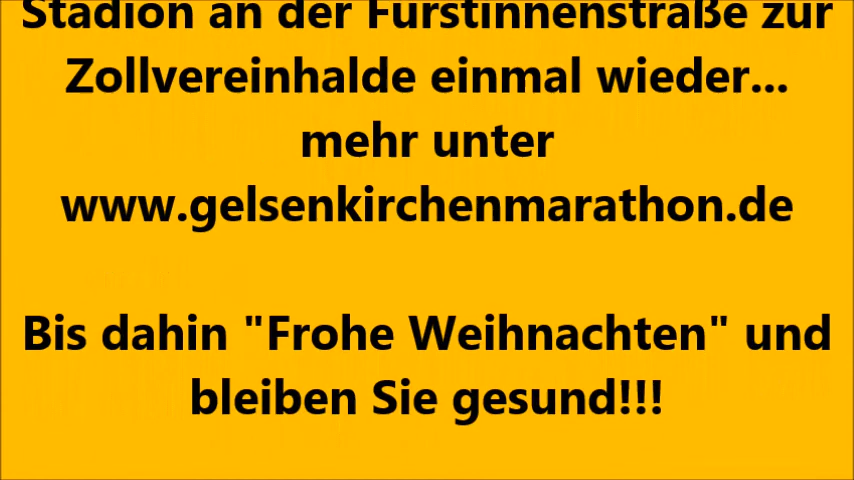 Stadion an der Fürstinnenstraße zur
Zollvereinhalde einmal wieder...
mehr unter
www.gelsenkirchenmarathon.de
Bis dahin "Frohe Weihnachten" und
bleiben Sie gesund!!!